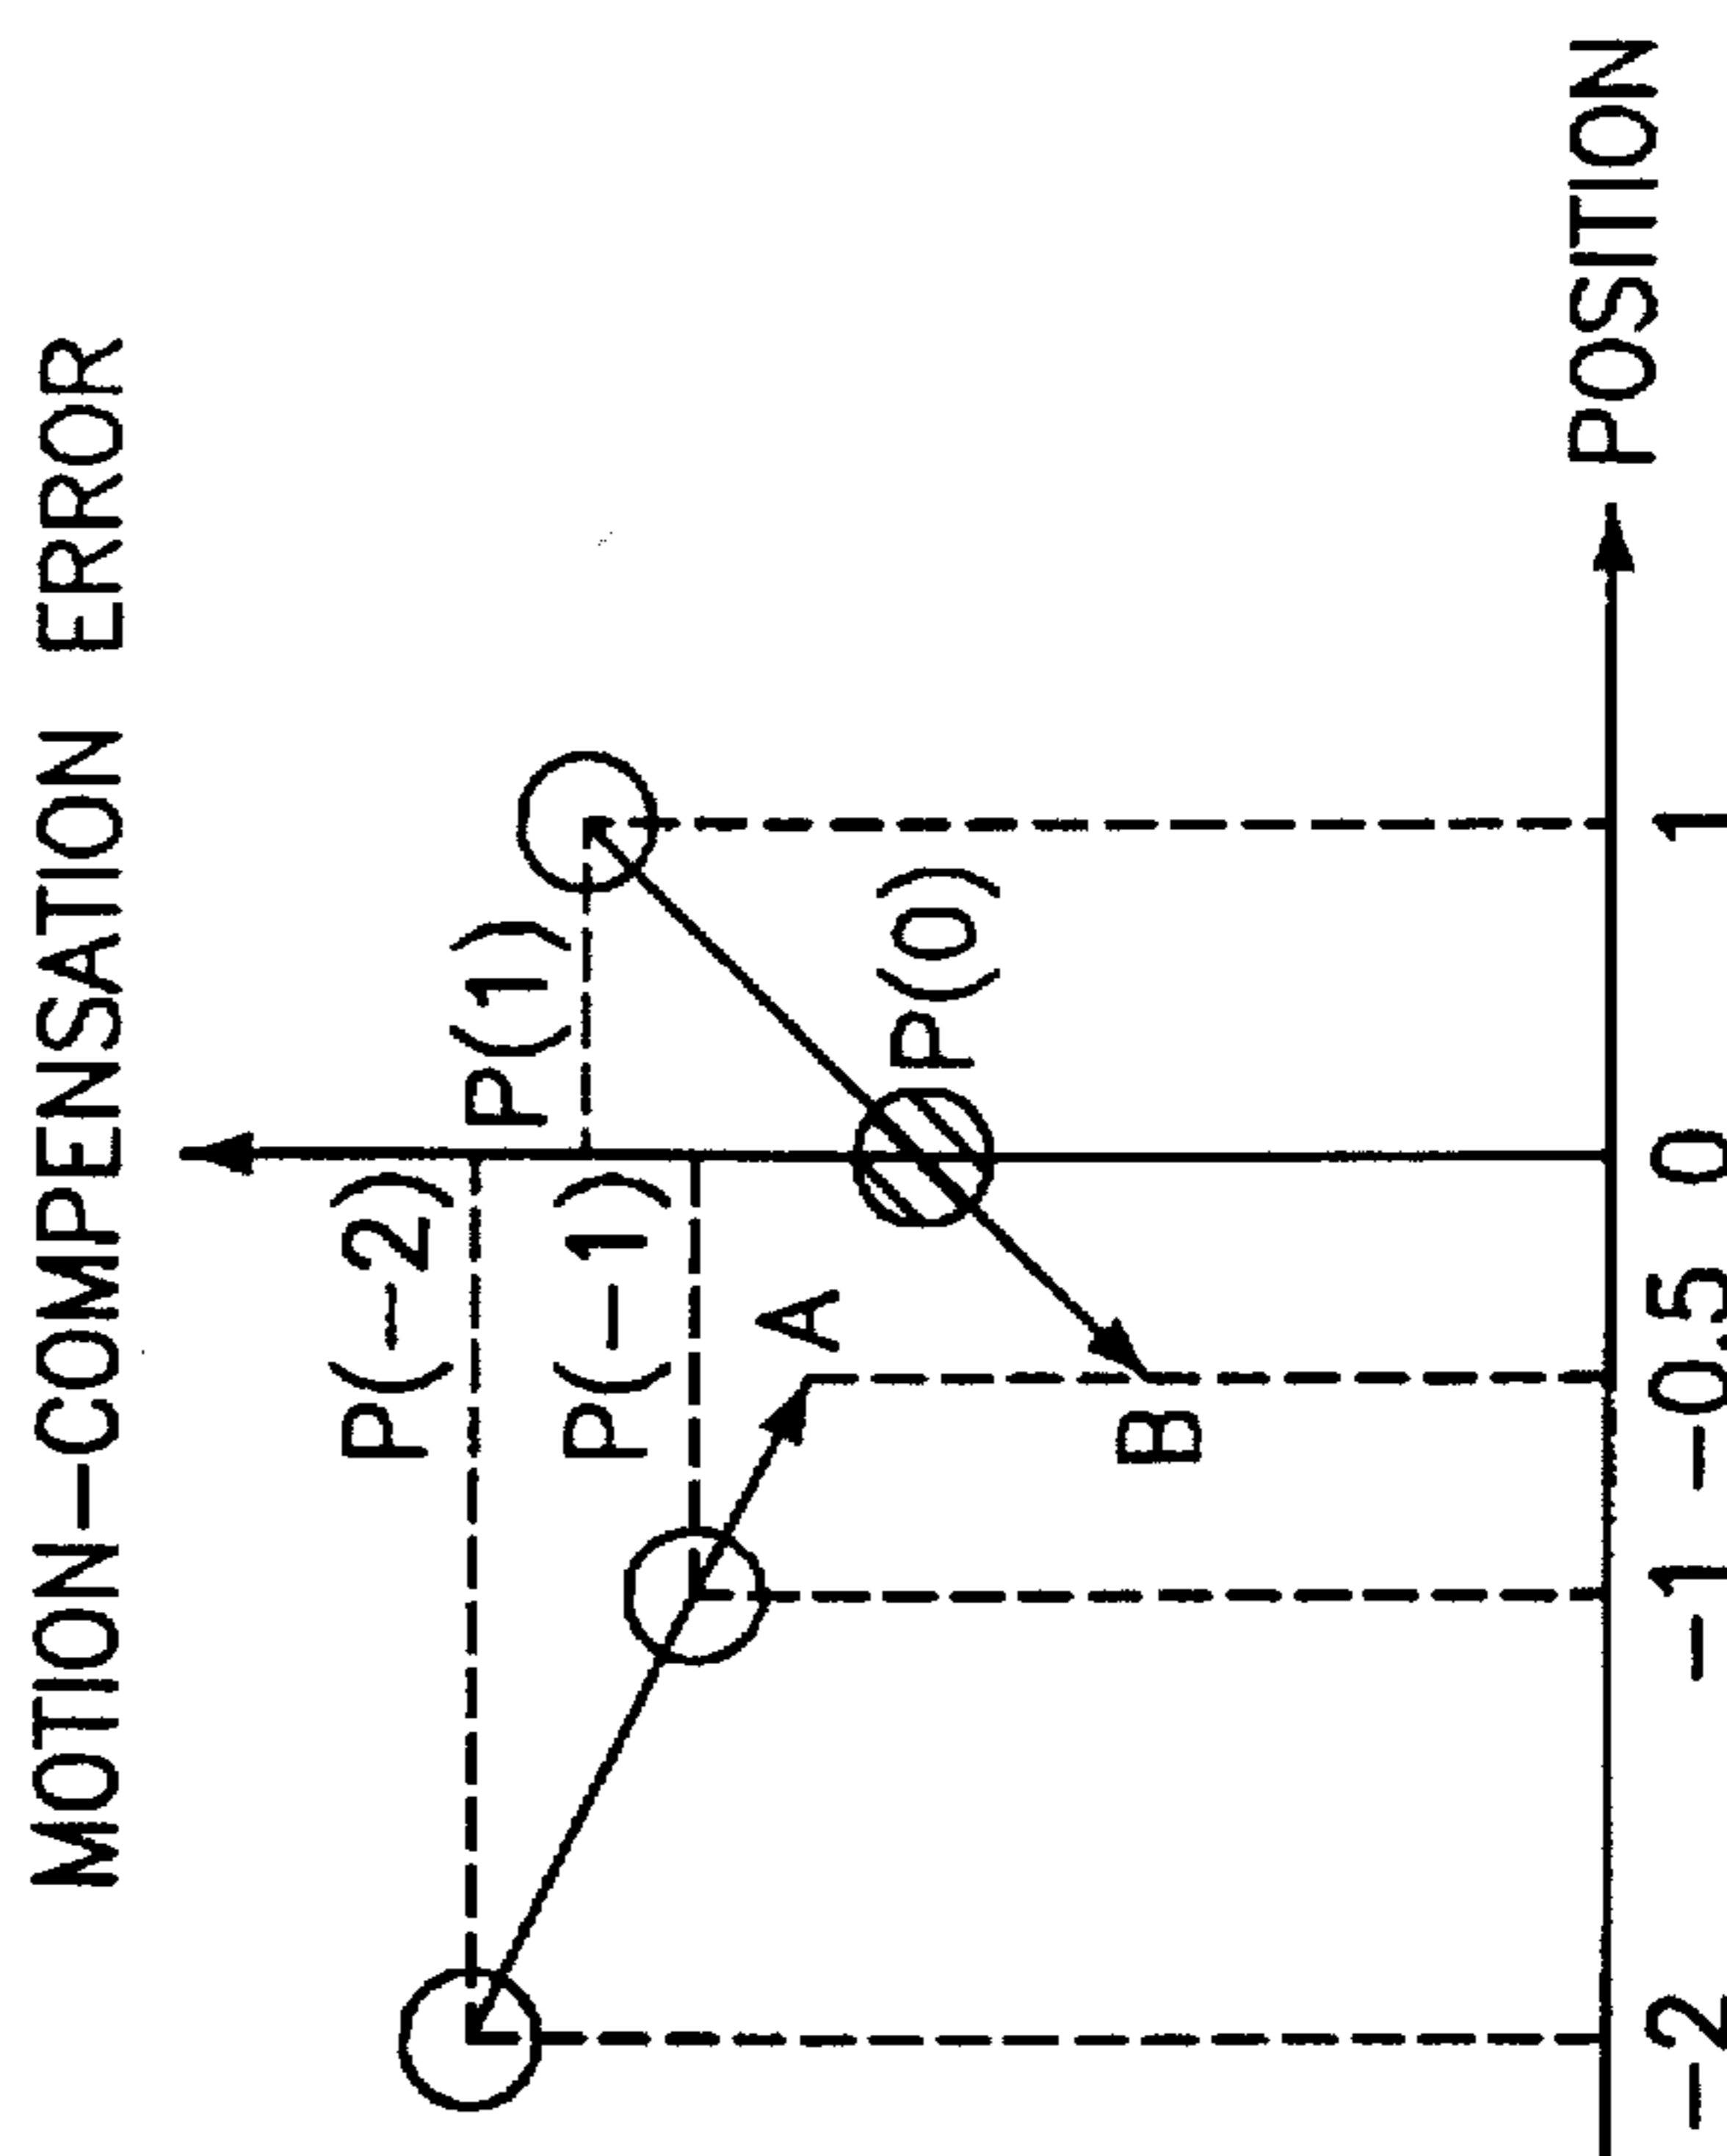 MOTION-COMPENSATION ERROR
P(-2)
P(1)
P(-1)
A
P(0)
B
POSITION
-2
-1
-0.5
0
1